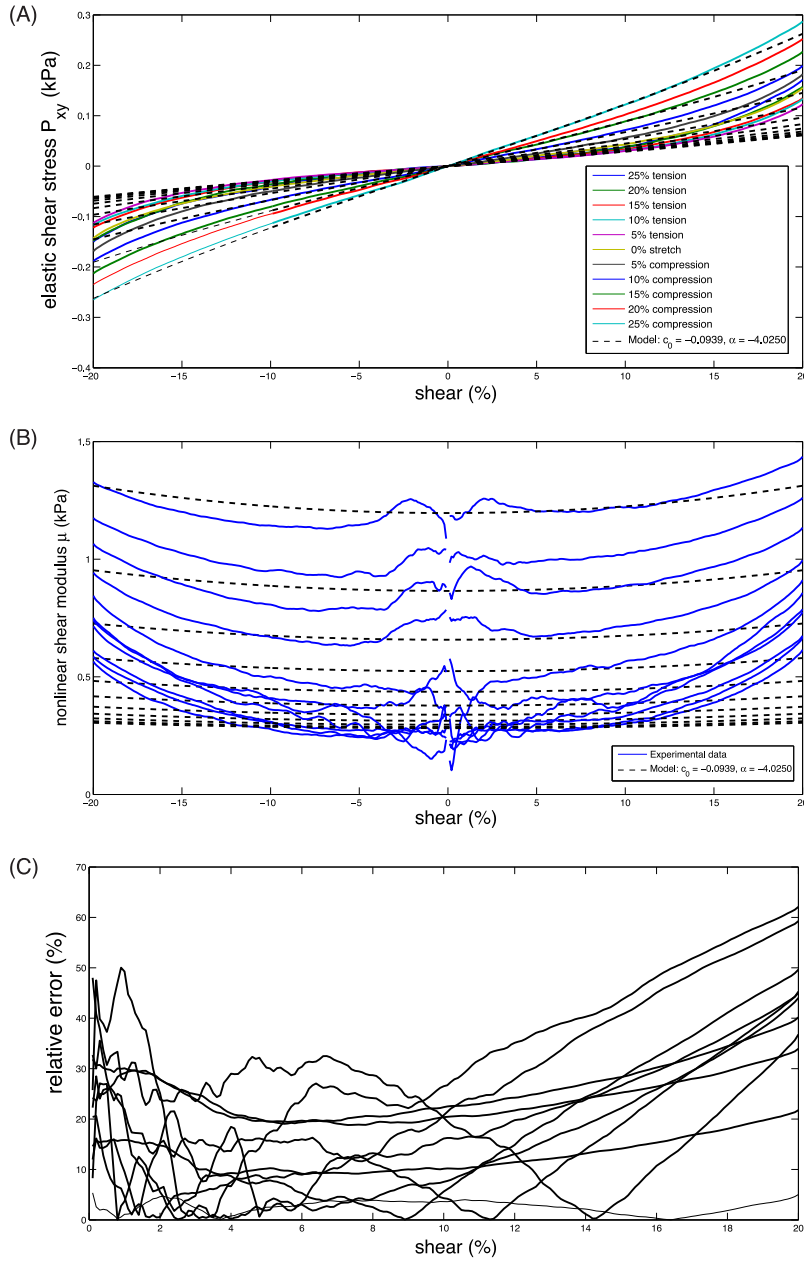 (A)
elastic shear stress P_xy (kPa)
0.3
0.2
0.1
0
−0.1
−0.2
−0.3
−0.4
−20
−15
−10
−5
0
5
10
15
20
shear (%)
25% tension
20% tension
15% tension
10% tension
5% tension
0% stretch
5% compression
10% compression
15% compression
20% compression
25% compression
Model: c_0 = −0.0939, α = −4.0250
(B)
nonlinear shear modulus μ (kPa)
1,5
1
0,5
0
−20
−15
−10
−5
0
5
10
15
20
shear (%)
Experimental data
Model: c_0 = −0.0939, α = −4.0250
(C)
relative error (%)
70
60
50
40
30
20
10
0
0
2
4
6
8
10
12
14
16
18
20
shear (%)